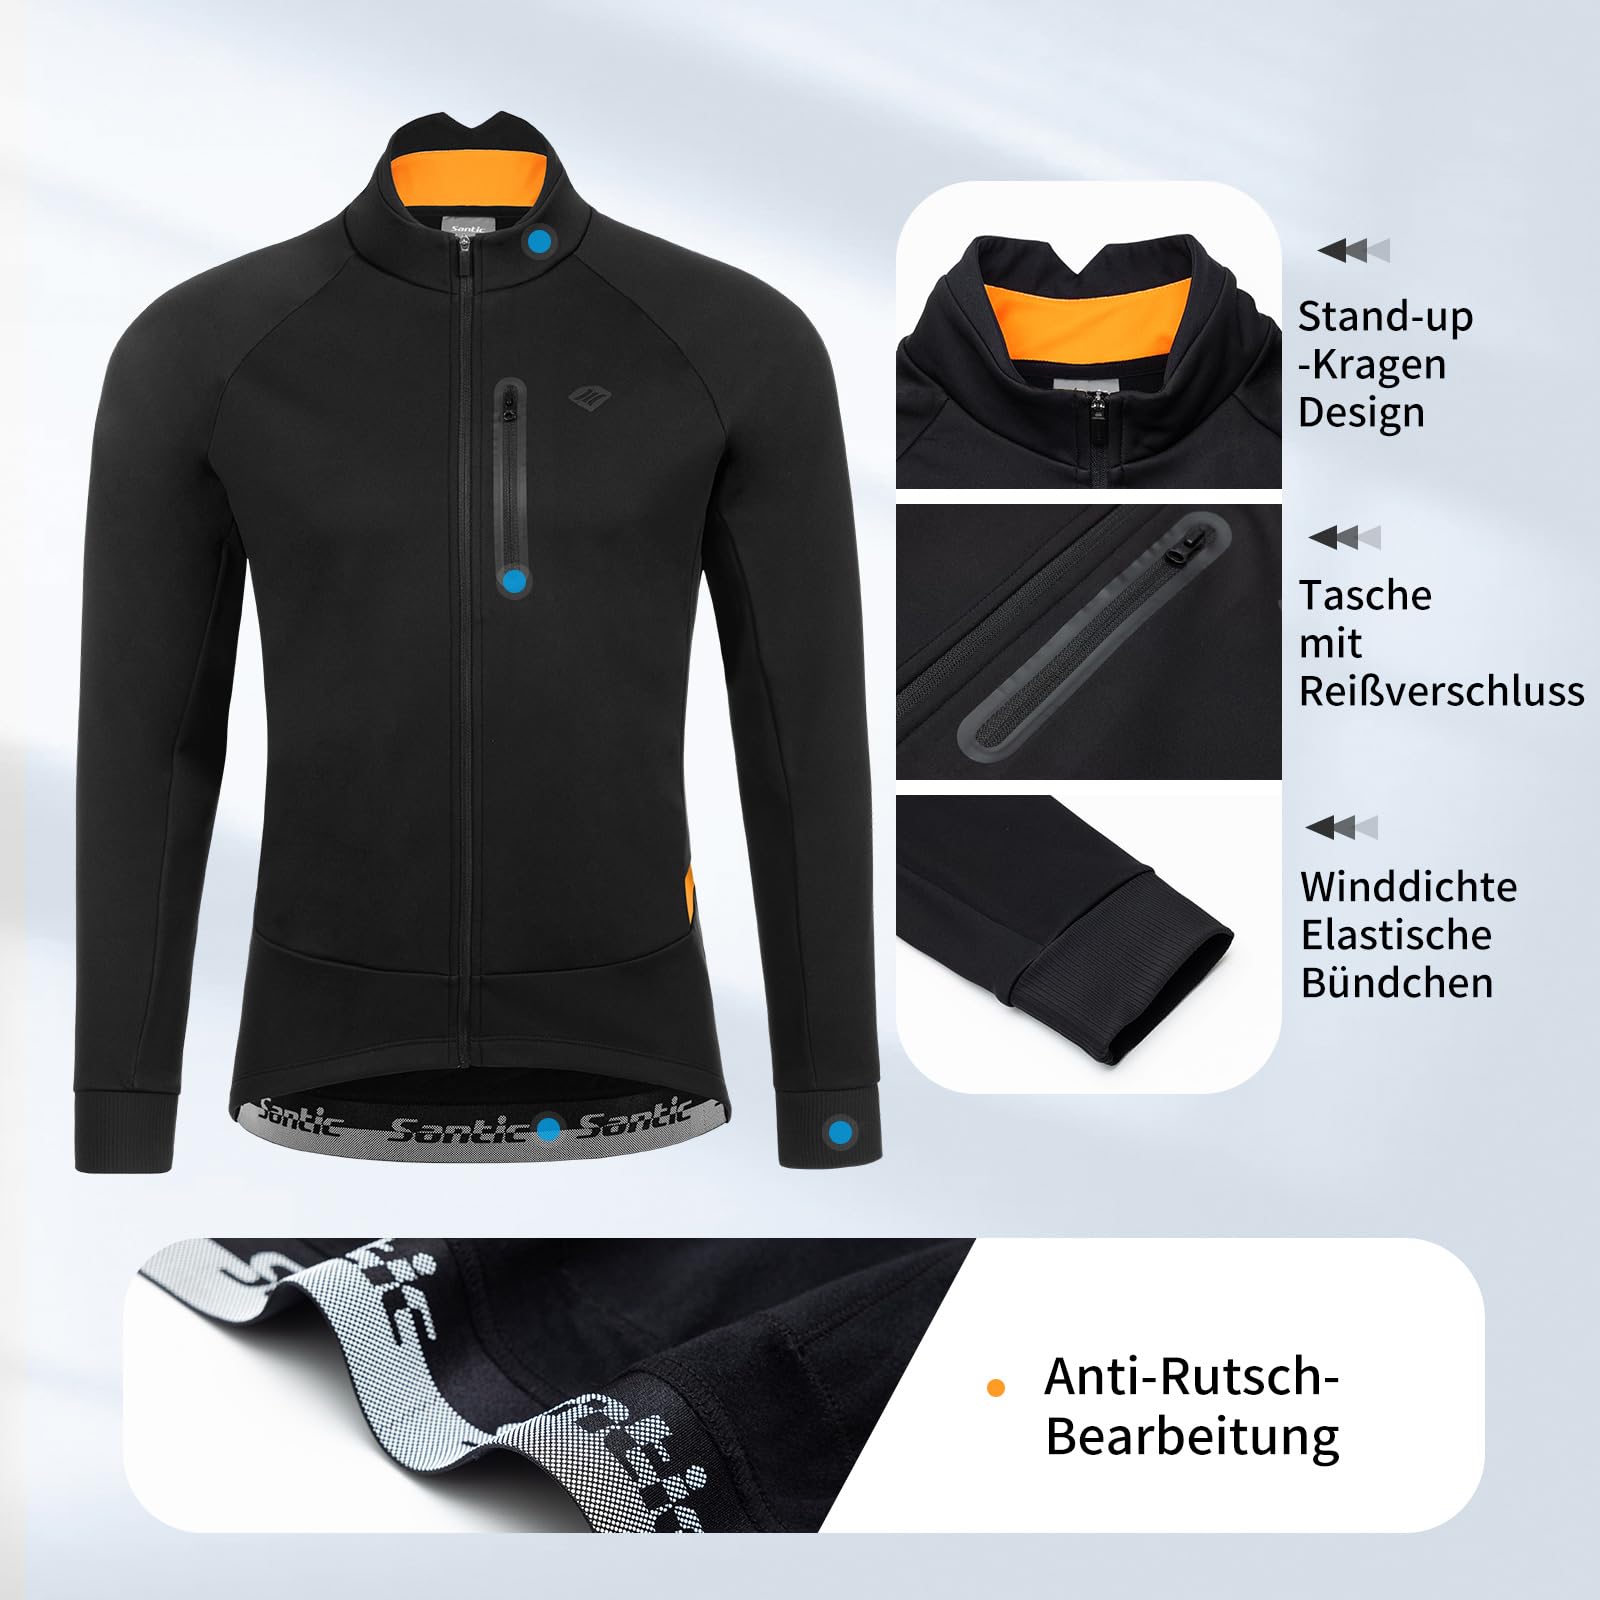 Santic
Stand-up
-Kragen
Design
Tasche
mit
Reißverschluss
Winddichte
Elastische
Bündchen
Santic Santic Santic
Anti-Rutsch-
Bearbeitung